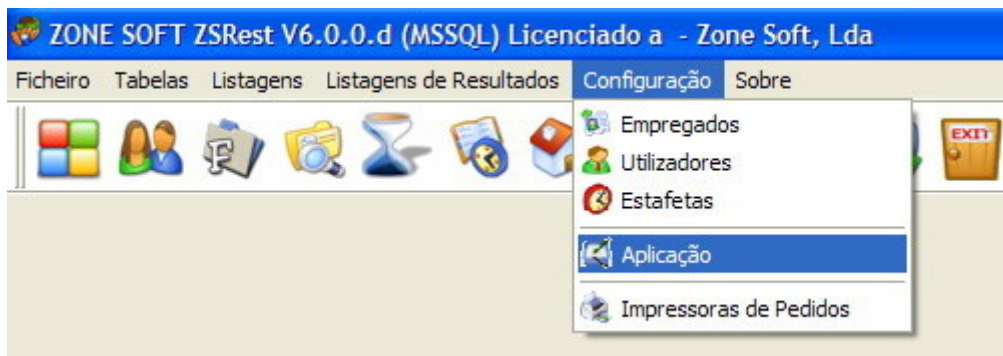 ZONE SOFT ZSRest V6.0.0.d (MSSQL) Licenciado a - Zone Soft, Lda
Ficheiro Tabelas Listagens Listagens de Resultados Configuração Sobre
Empregados
Utilizadores
Estafetas
Aplicação
Impressoras de Pedidos
F
EXIT